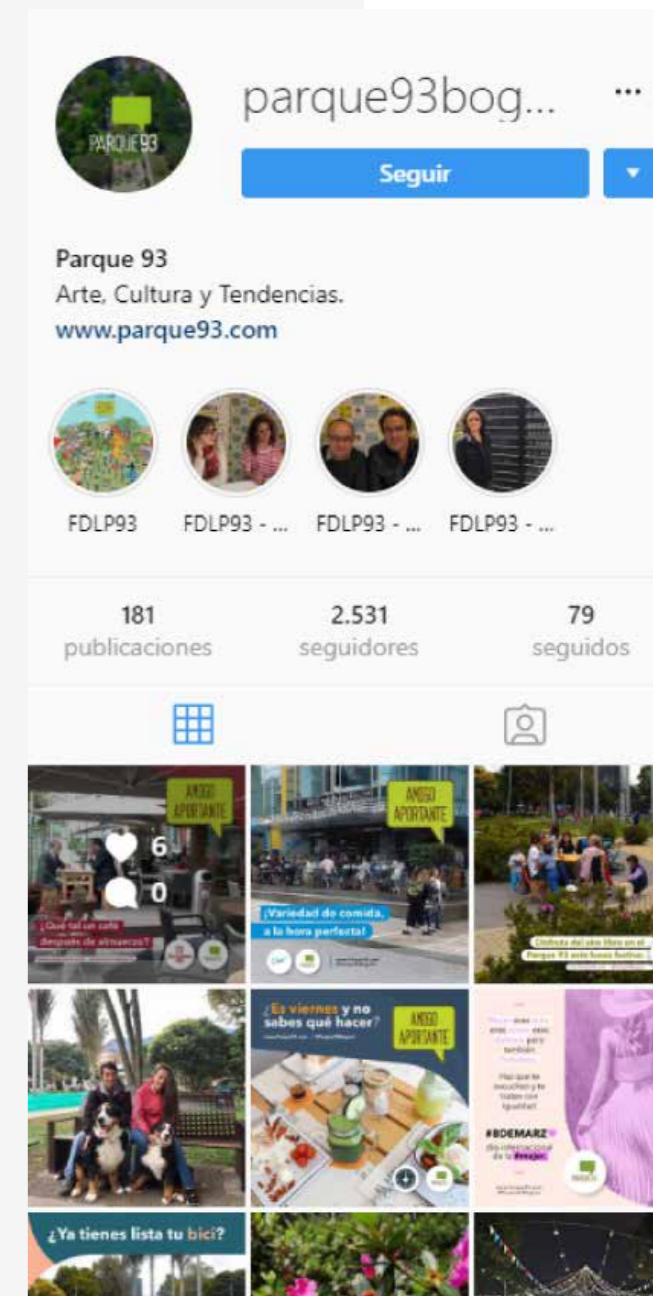 PARQUE93
parque93bog...
Seguir
Parque 93
Arte, Cultura y Tendencias.
www.parque93.com
FDLP93
FDLP93 - ...
FDLP93 - ...
FDLP93 - ...
181
publicaciones
2.531
seguidores
79
seguidos
AMIGO
APORTANTE
6
0
¿Qué tal un café
después de almuerzo?
AMIGO
APORTANTE
¡Variedad de comida,
a la hora perfecta!
Disfruta del aire libre en el
Parque 93 este lunes festivo.
¿Es viernes y no
sabes qué hacer?
AMIGO
APORTANTE
también
Haz que te
escuchen y te
traten con
igualdad!
#8DEMARZ
día internacional
de la #mujer.
¿Ya tienes lista tu bici?